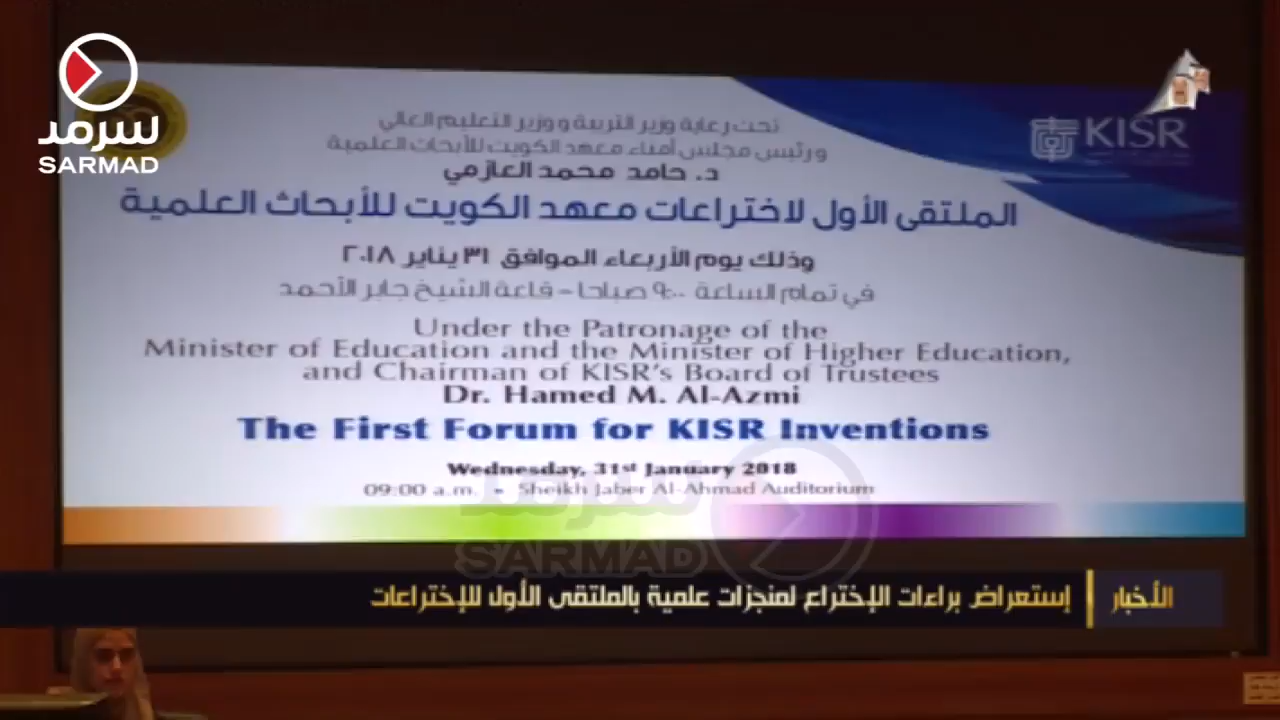 سرمد
SARMAD
KISR
تحت رعاية وزير التربية ووزير التعليم العالي
ورئيس مجلس أمناء معهد الكويت للأبحاث العلمية
د. حامد محمد العازمي
الملتقى الأول لاختراعات معهد الكويت للأبحاث العلمية
وذلك يوم الأربعاء الموافق ٣١ يناير ٢٠١٨
في تمام الساعة ٩:٠٠ صباحا - قاعة الشيخ جابر الأحمد
Under the Patronage of the
Minister of Education and the Minister of Higher Education,
and Chairman of KISR's Board of Trustees
Dr. Hamed M. Al-Azmi
The First Forum for KISR Inventions
Wednesday, 31st January 2018
09:00 a.m. - Sheikh Jaber Al-Ahmad Auditorium
سرمد
SARMAD
الأخبار
إستعراض براءات الإختراع لمنجزات علمية بالملتقى الأول للإختراعات